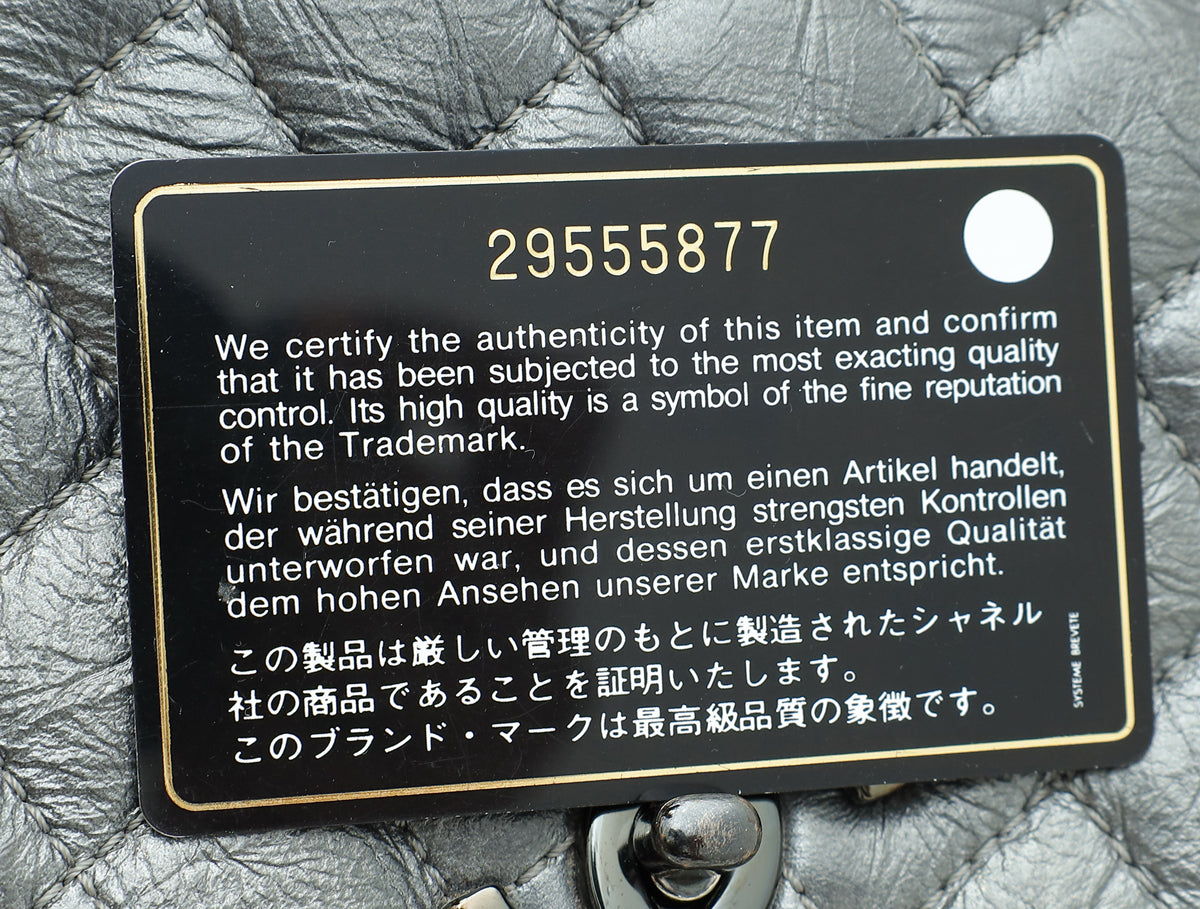 29555877
We certify the authenticity of this item and confirm
that it has been subjected to the most exacting quality
control. Its high quality is a symbol of the fine reputation
of the Trademark.
Wir bestätigen, dass es sich um einen Artikel handelt,
der während seiner Herstellung strengsten Kontrollen
unterworfen war, und dessen erstklassige Qualität
dem hohen Ansehen unserer Marke entspricht.
この製品は厳しい管理のもとに製造されたシャネル
社の商品であることを証明いたします。
このブランド・マークは最高級品質の象徴です。
SYSTEME BREVETE